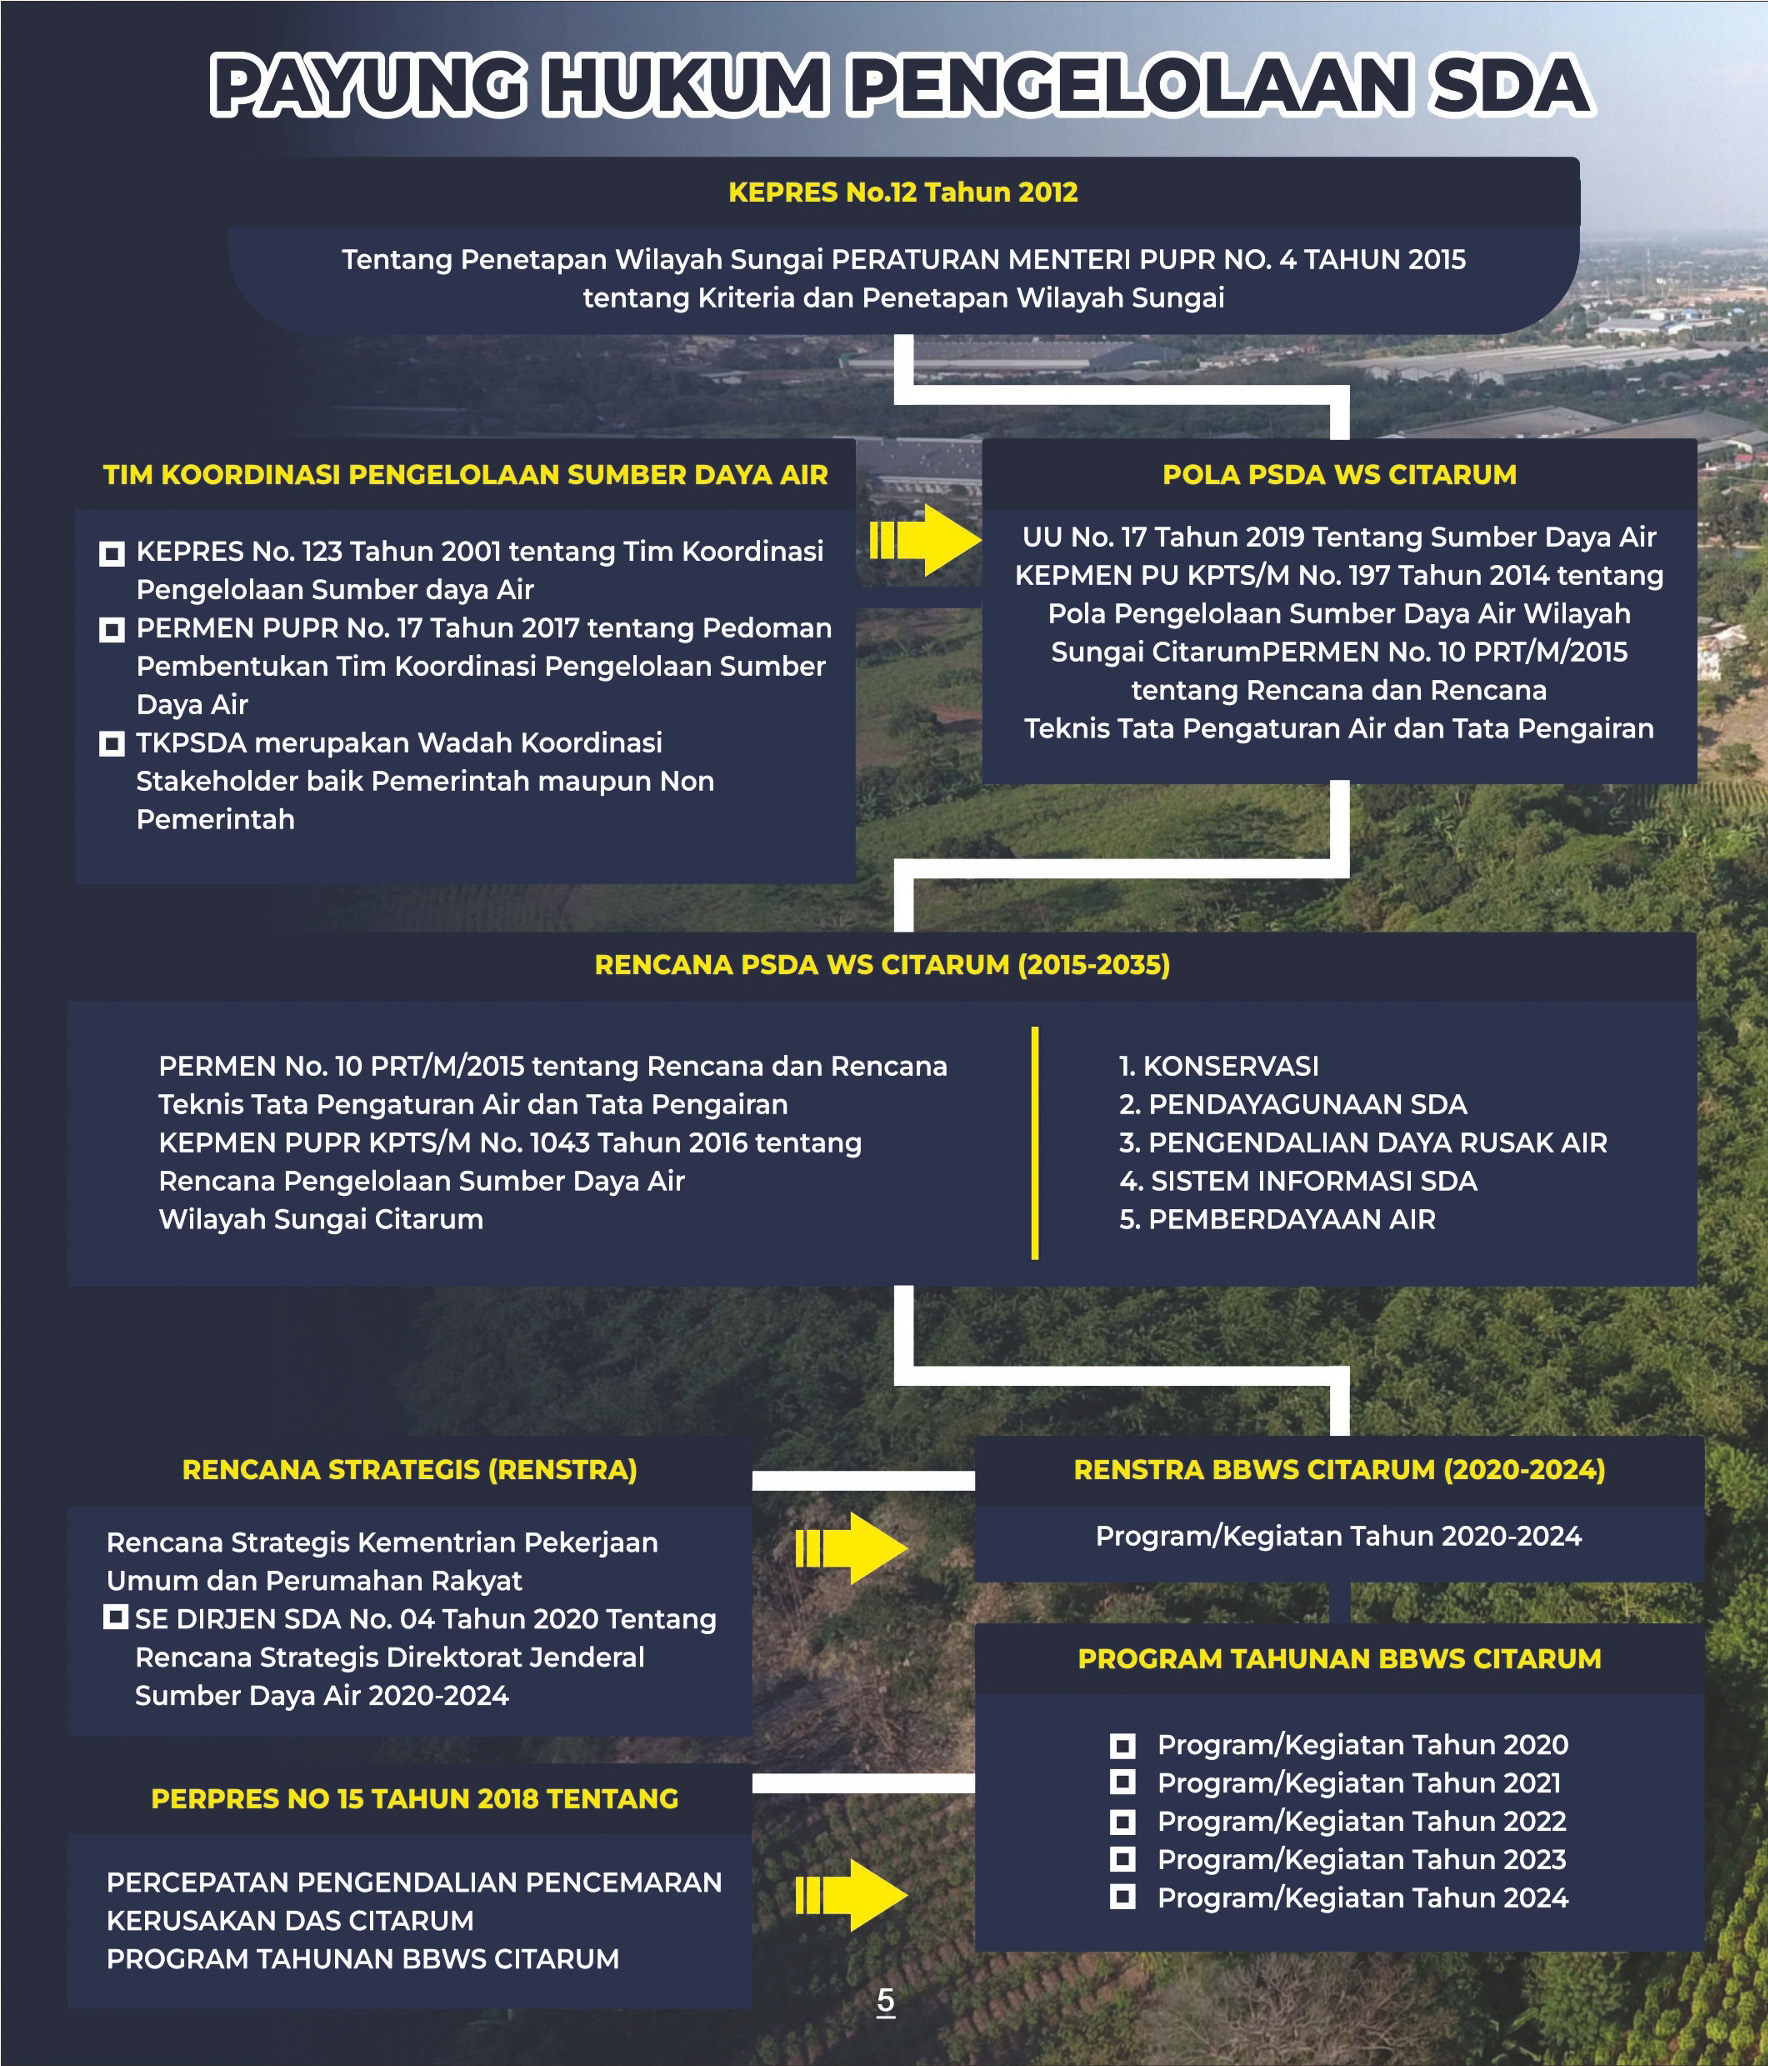 PAYUNG HUKUM PENGELOLAAN SDA
KEPRES No.12 Tahun 2012
Tentang Penetapan Wilayah Sungai PERATURAN MENTERI PUPR NO. 4 TAHUN 2015
tentang Kriteria dan Penetapan Wilayah Sungai
TIM KOORDINASI PENGELOLAAN SUMBER DAYA AIR
KEPRES No. 123 Tahun 2001 tentang Tim Koordinasi
Pengelolaan Sumber daya Air
PERMEN PUPR No. 17 Tahun 2017 tentang Pedoman
Pembentukan Tim Koordinasi Pengelolaan Sumber
Daya Air
TKPSDA merupakan Wadah Koordinasi
Stakeholder baik Pemerintah maupun Non
Pemerintah
POLA PSDA WS CITARUM
UU No. 17 Tahun 2019 Tentang Sumber Daya Air
KEPMEN PU KPTS/M No. 197 Tahun 2014 tentang
Pola Pengelolaan Sumber Daya Air Wilayah
Sungai CitarumPERMEN No. 10 PRT/M/2015
tentang Rencana dan Rencana
Teknis Tata Pengaturan Air dan Tata Pengairan
RENCANA PSDA WS CITARUM (2015-2035)
PERMEN No. 10 PRT/M/2015 tentang Rencana dan Rencana
Teknis Tata Pengaturan Air dan Tata Pengairan
KEPMEN PUPR KPTS/M No. 1043 Tahun 2016 tentang
Rencana Pengelolaan Sumber Daya Air
Wilayah Sungai Citarum
1. KONSERVASI
2. PENDAYAGUNAAN SDA
3. PENGENDALIAN DAYA RUSAK AIR
4. SISTEM INFORMASI SDA
5. PEMBERDAYAAN AIR
RENCANA STRATEGIS (RENSTRA)
Rencana Strategis Kementrian Pekerjaan
Umum dan Perumahan Rakyat
SE DIRJEN SDA No. 04 Tahun 2020 Tentang
Rencana Strategis Direktorat Jenderal
Sumber Daya Air 2020-2024
RENSTRA BBWS CITARUM (2020-2024)
Program/Kegiatan Tahun 2020-2024
PROGRAM TAHUNAN BBWS CITARUM
Program/Kegiatan Tahun 2020
Program/Kegiatan Tahun 2021
Program/Kegiatan Tahun 2022
Program/Kegiatan Tahun 2023
Program/Kegiatan Tahun 2024
PERPRES NO 15 TAHUN 2018 TENTANG
PERCEPATAN PENGENDALIAN PENCEMARAN
KERUSAKAN DAS CITARUM
PROGRAM TAHUNAN BBWS CITARUM
5